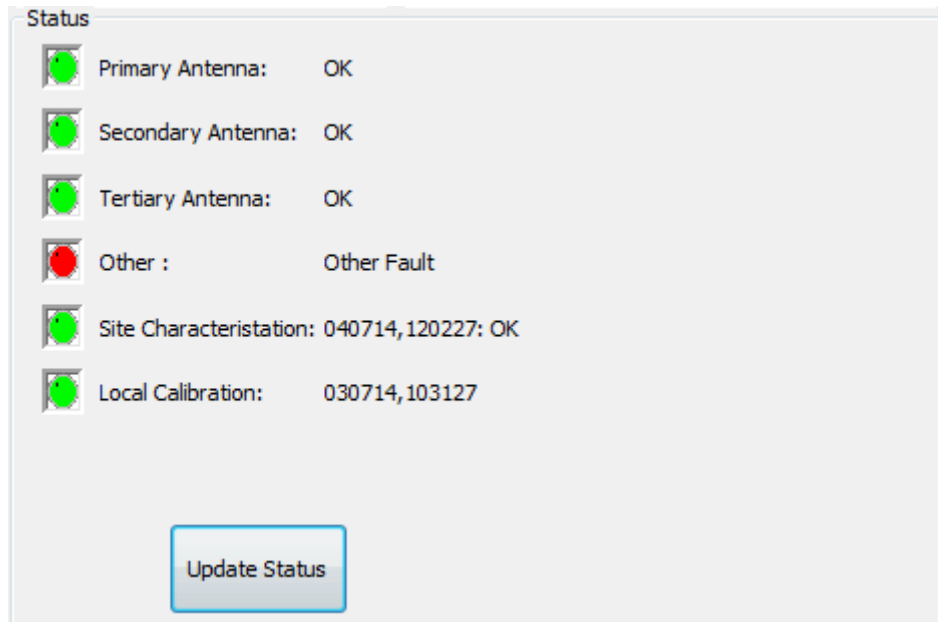 Status
Primary Antenna: OK
Secondary Antenna: OK
Tertiary Antenna: OK
Other : Other Fault
Site Characteristation: 040714,120227: OK
Local Calibration: 030714,103127
Update Status